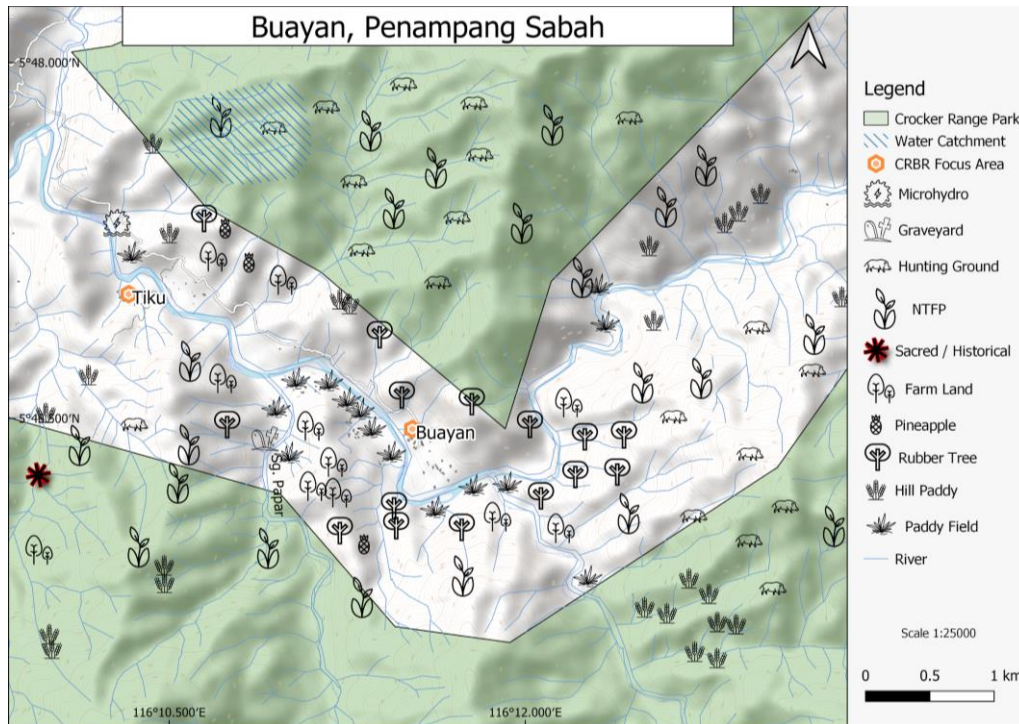 Buayan, Penampang Sabah
5°48.000'N
5°46.500'N
Tiku
Buayan
Sg. Papar
116°10.500'E
116°12.000'E
Legend
Crocker Range Park
Water Catchment
CRBR Focus Area
Microhydro
Graveyard
Hunting Ground
NTFP
Sacred / Historical
Farm Land
Pineapple
Rubber Tree
Hill Paddy
Paddy Field
River
Scale 1:25000
0 0.5 1 km